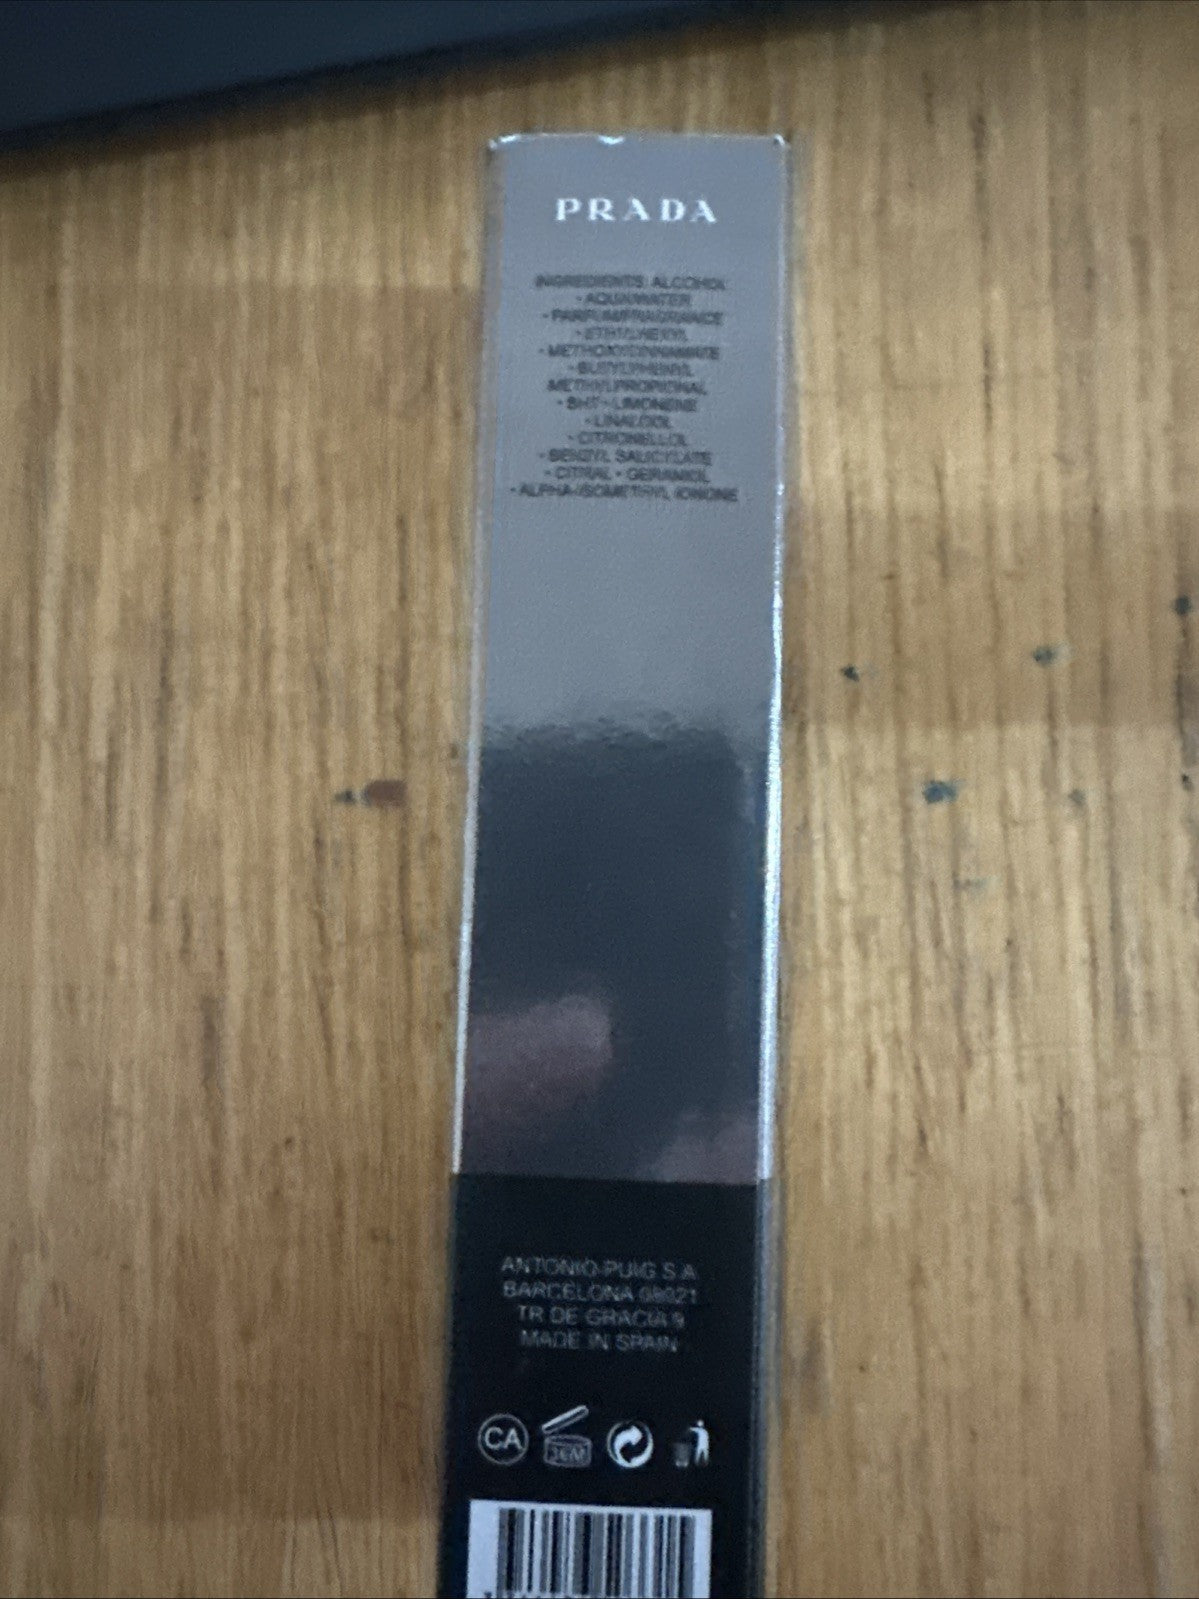 PRADA
INGREDIENTS: ALCOHOL
• AQUA/WATER
• PARFUM/FRAGRANCE
• ETHYLHEXYL
METHOXYCINNAMATE
• BUTYLPHENYL
METHYLPROPIONAL
• BHT • LIMONENE
• LINALOOL
• CITRONELLOL
• BENZYL SALICYLATE
• CITRAL • GERANIOL
• ALPHA-ISOMETHYL IONONE
ANTONIO PUIG S.A.
BARCELONA 08021
TR DE GRACIA 9
MADE IN SPAIN
CA
36M